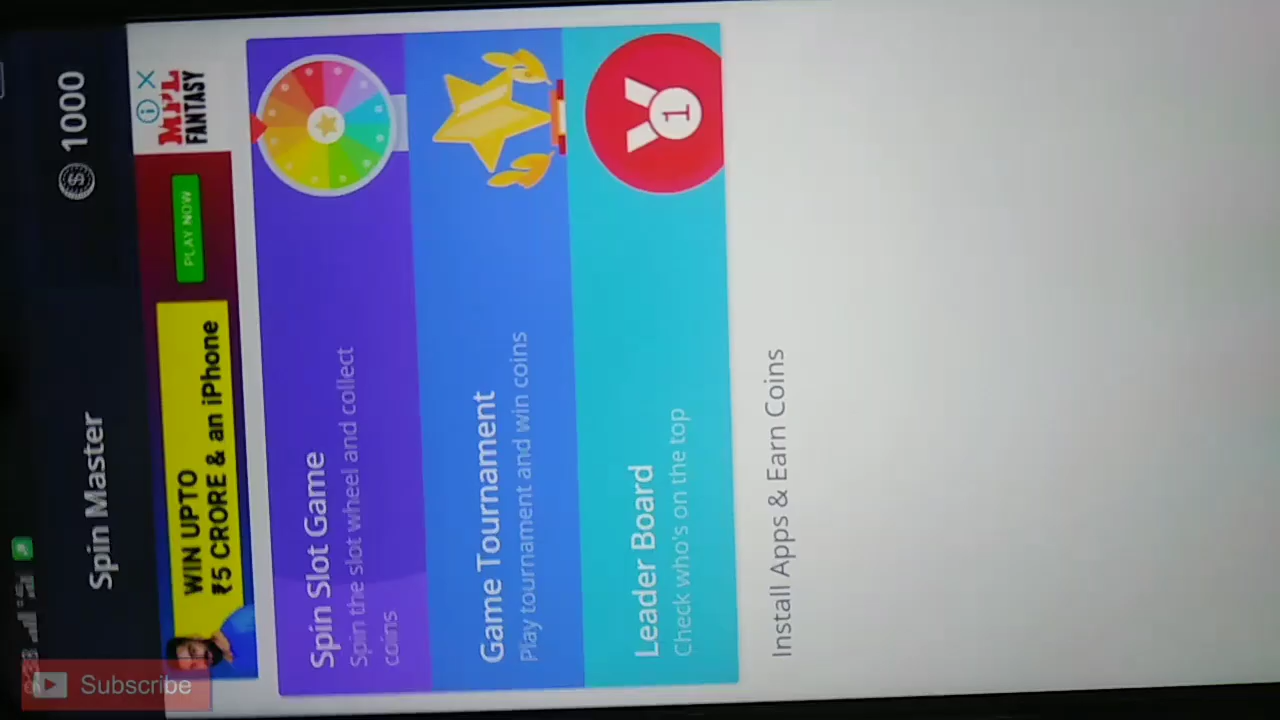 Spin Master
1000
WIN UPTO
₹5 CRORE & an iPhone
PLAY NOW
MPL
FANTASY
Spin Slot Game
Spin the slot wheel and collect
coins
Game Tournament
Play tournament and win coins
Leader Board
Check who's on the top
1
Install Apps & Earn Coins
Subscribe